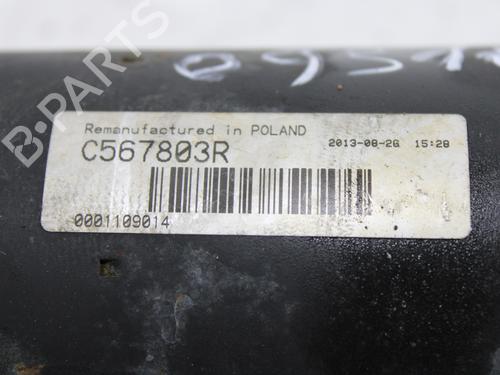 B-PARTS
Remanufactured in POLAND
C567803R
2013-08-26 15:28
0001109014